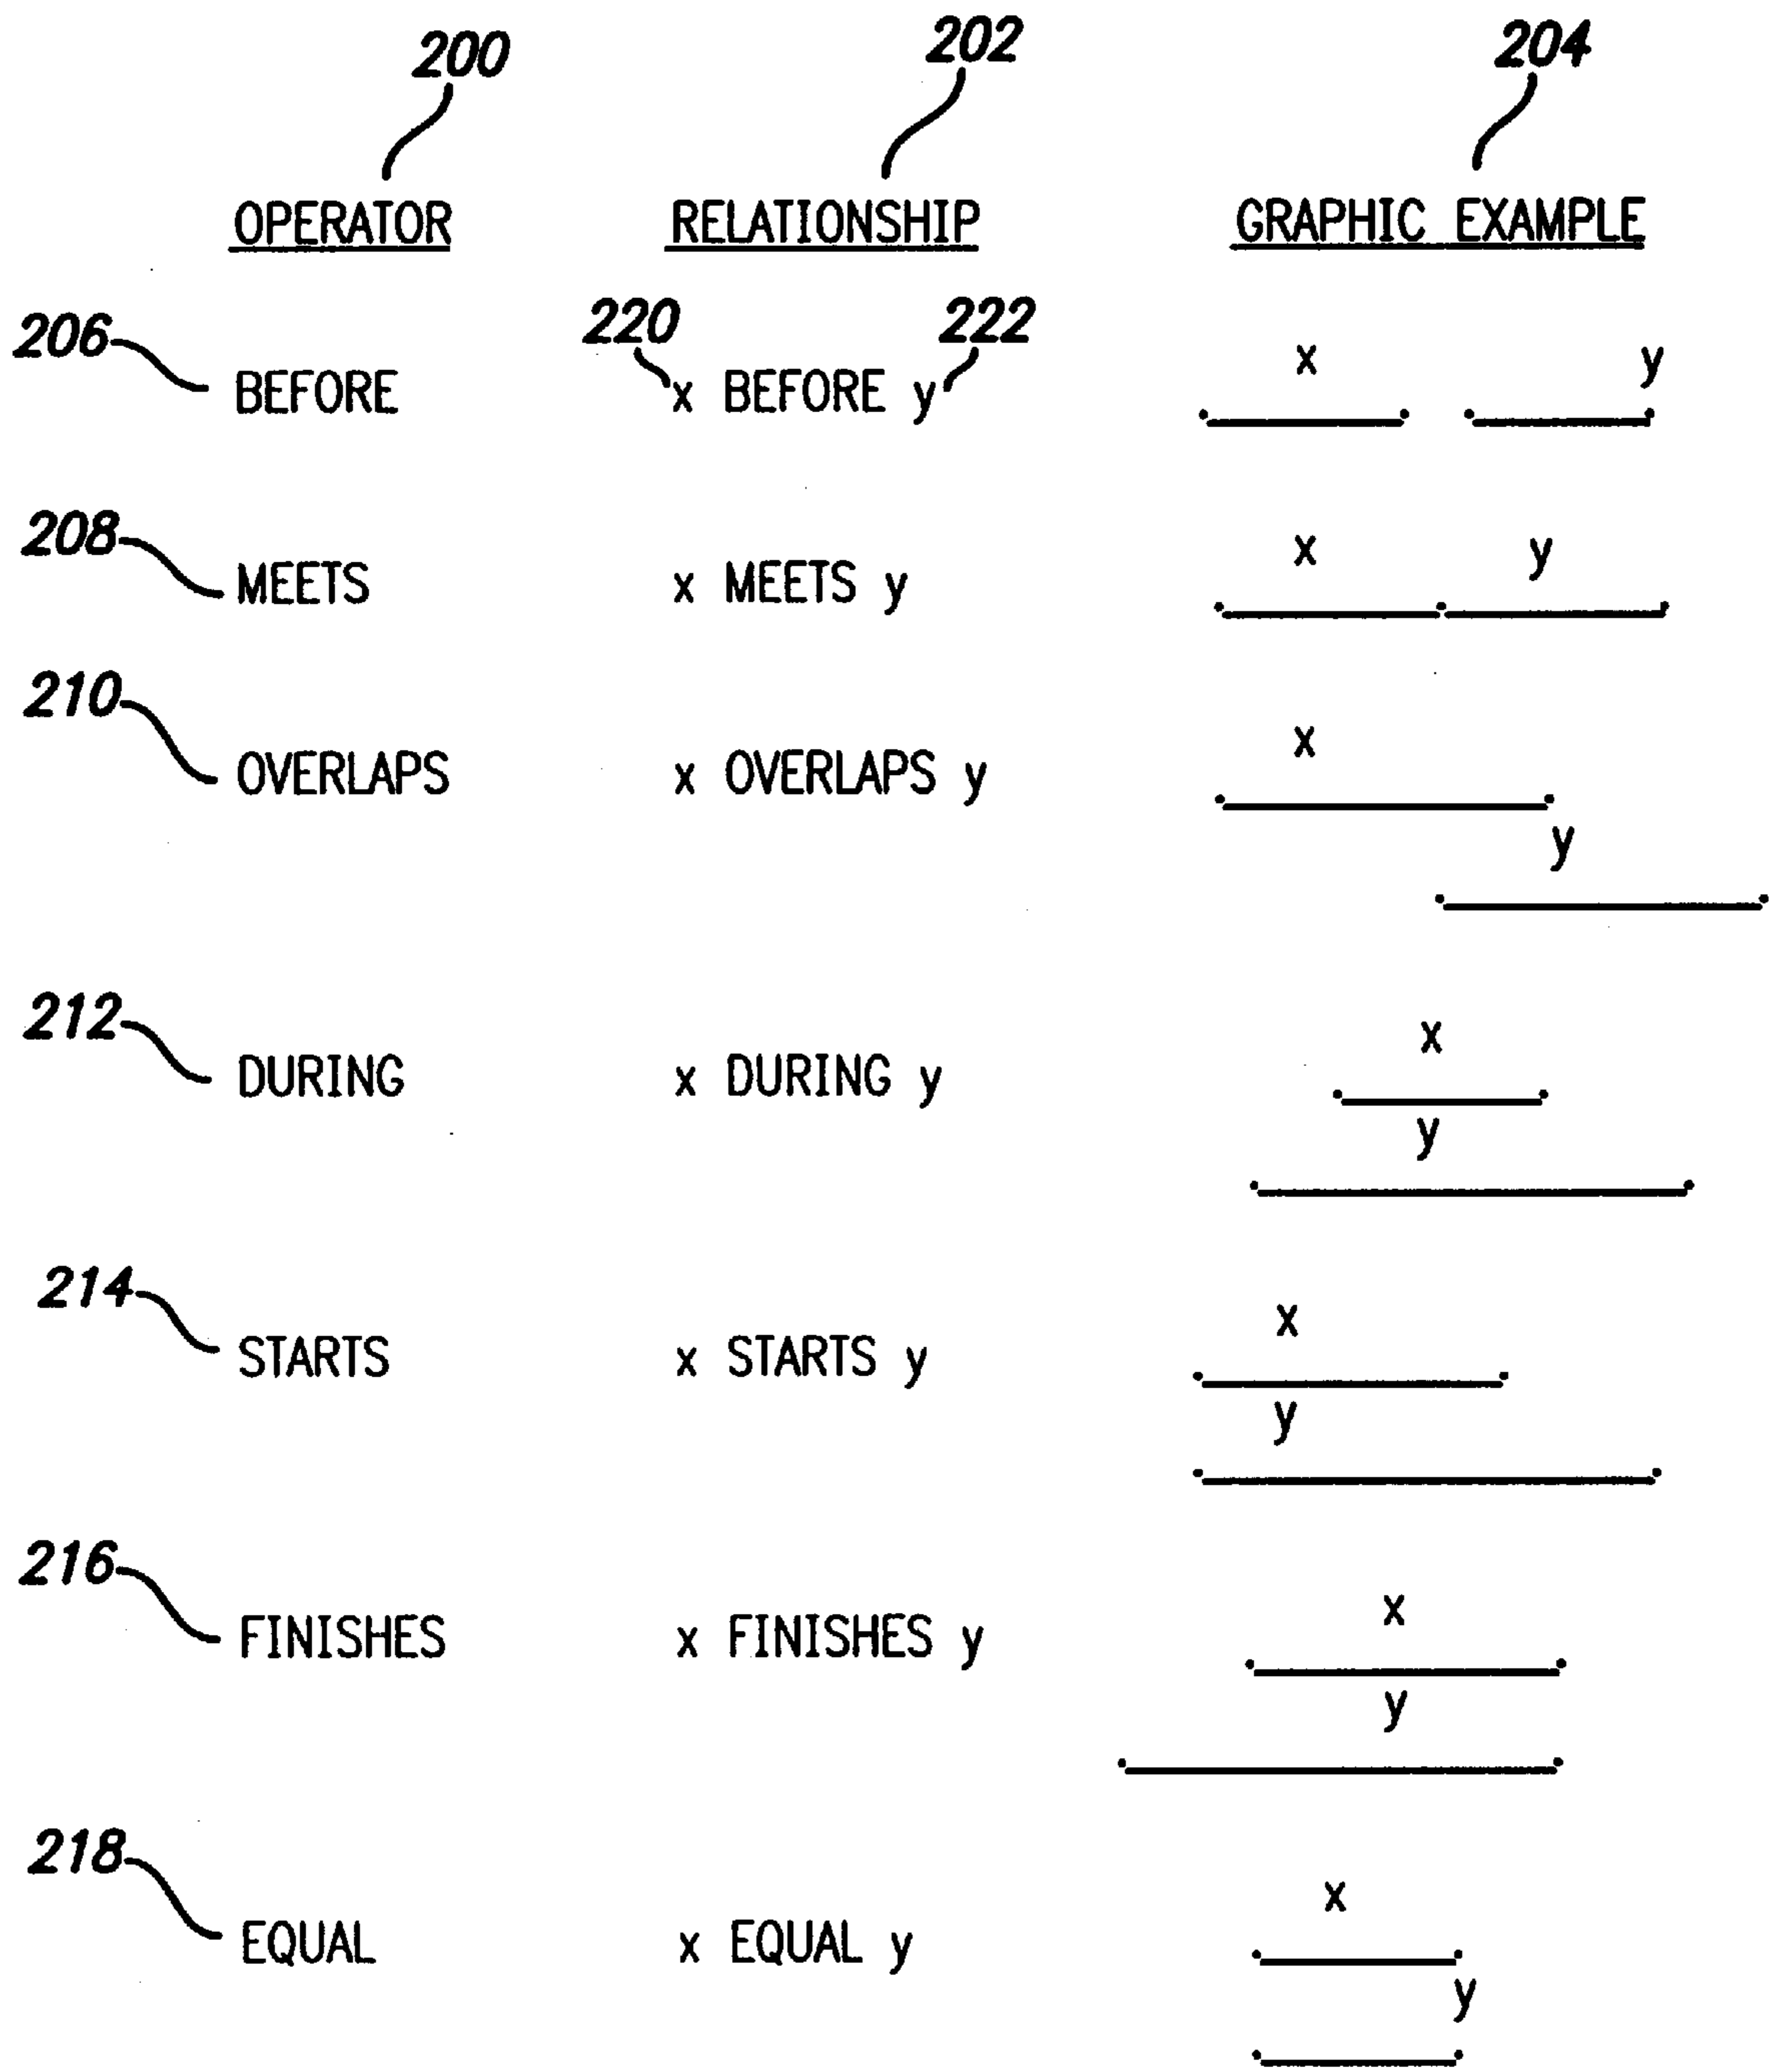 200 202 204
OPERATOR RELATIONSHIP GRAPHIC EXAMPLE
206 220 222
BEFORE x BEFORE y x y
208
MEETS x MEETS y x y
210
OVERLAPS x OVERLAPS y x
y
212
DURING x DURING y x
y
214
STARTS x STARTS y x
y
216
FINISHES x FINISHES y x
y
218
EQUAL x EQUAL y x
y